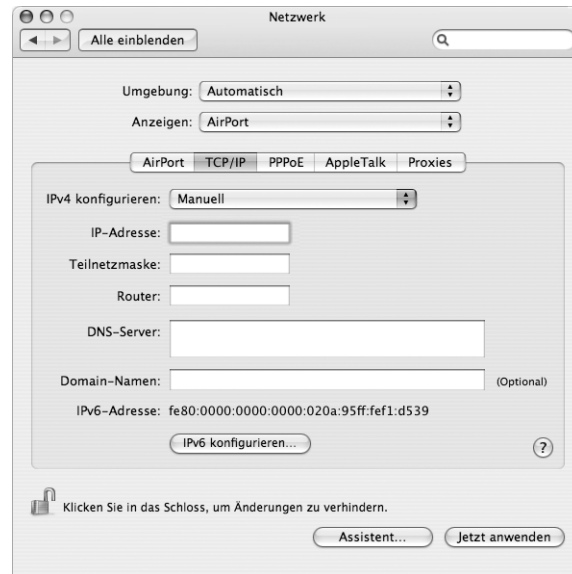 Netzwerk
Alle einblenden
Umgebung: Automatisch
Anzeigen: AirPort
AirPort TCP/IP PPPoE AppleTalk Proxies
IPv4 konfigurieren: Manuell
IP-Adresse:
Teilnetzmaske:
Router:
DNS-Server:
Domain-Namen: (Optional)
IPv6-Adresse: fe80:0000:0000:0000:020a:95ff:fef1:d539
IPv6 konfigurieren... ?
Klicken Sie in das Schloss, um Änderungen zu verhindern.
Assistent... Jetzt anwenden